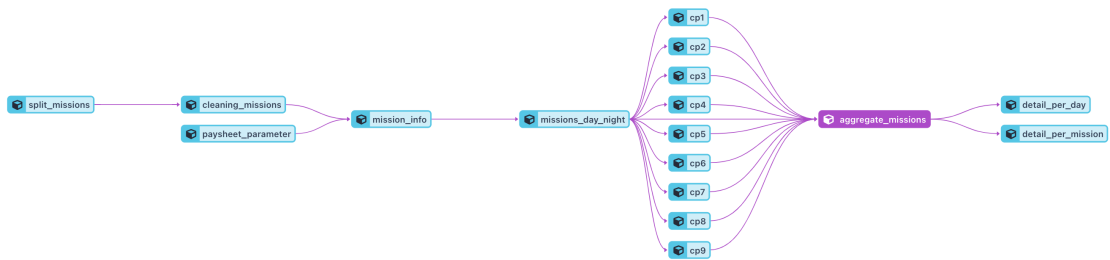 split_missions
cleaning_missions
paysheet_parameter
mission_info
missions_day_night
cp1
cp2
cp3
cp4
cp5
cp6
cp7
cp8
cp9
aggregate_missions
detail_per_day
detail_per_mission